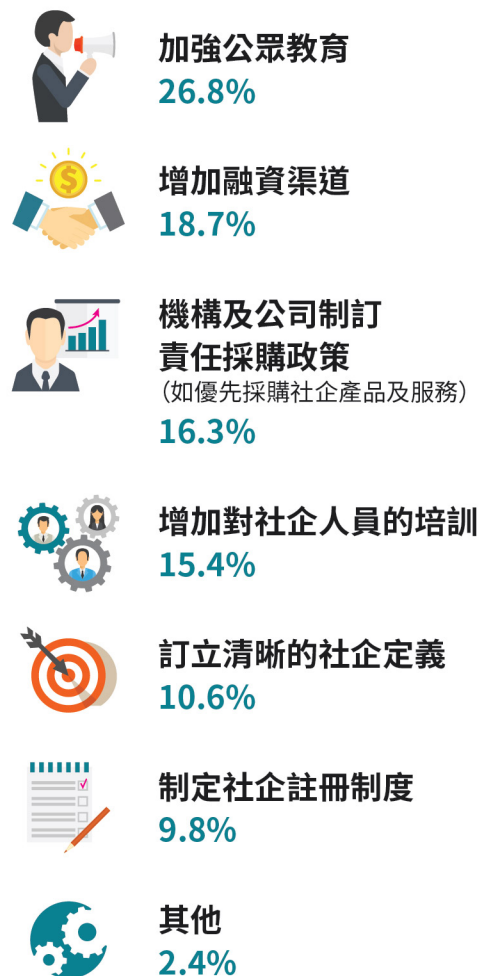 加強公眾教育
26.8%
增加融資渠道
18.7%
機構及公司制訂
責任採購政策
（如優先採購社企產品及服務）
16.3%
增加對社企人員的培訓
15.4%
訂立清晰的社企定義
10.6%
制定社企註冊制度
9.8%
其他
2.4%